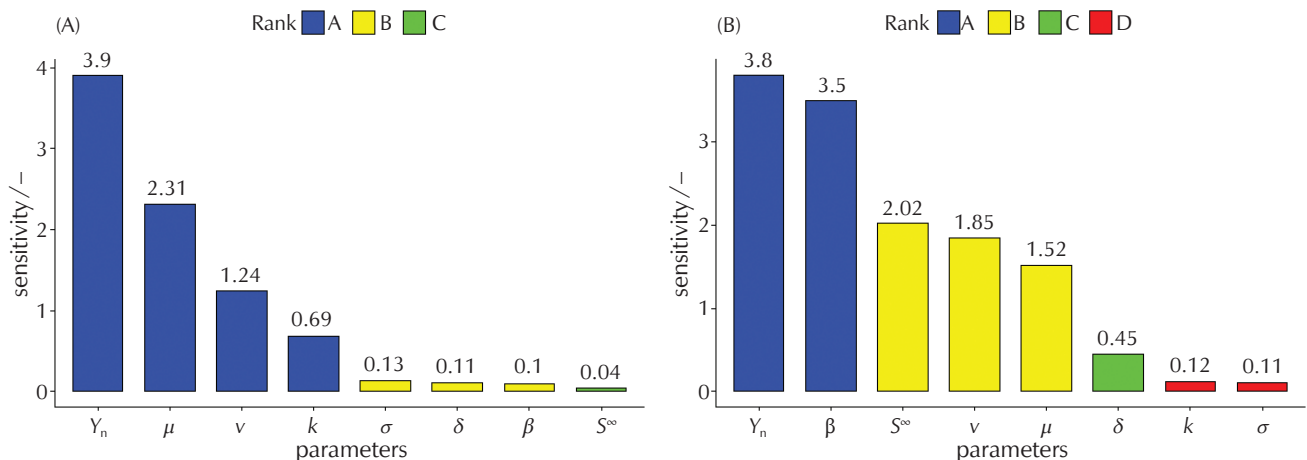 (A)
Rank A B C
sensitivity / –
4
3
2
1
0
3.9
2.31
1.24
0.69
0.13
0.11
0.1
0.04
Yₙ μ ν k σ δ β S∞
parameters
(B)
Rank A B C D
sensitivity / –
3
2
1
0
3.8
3.5
2.02
1.85
1.52
0.45
0.12
0.11
Yₙ β S∞ ν μ δ k σ
parameters